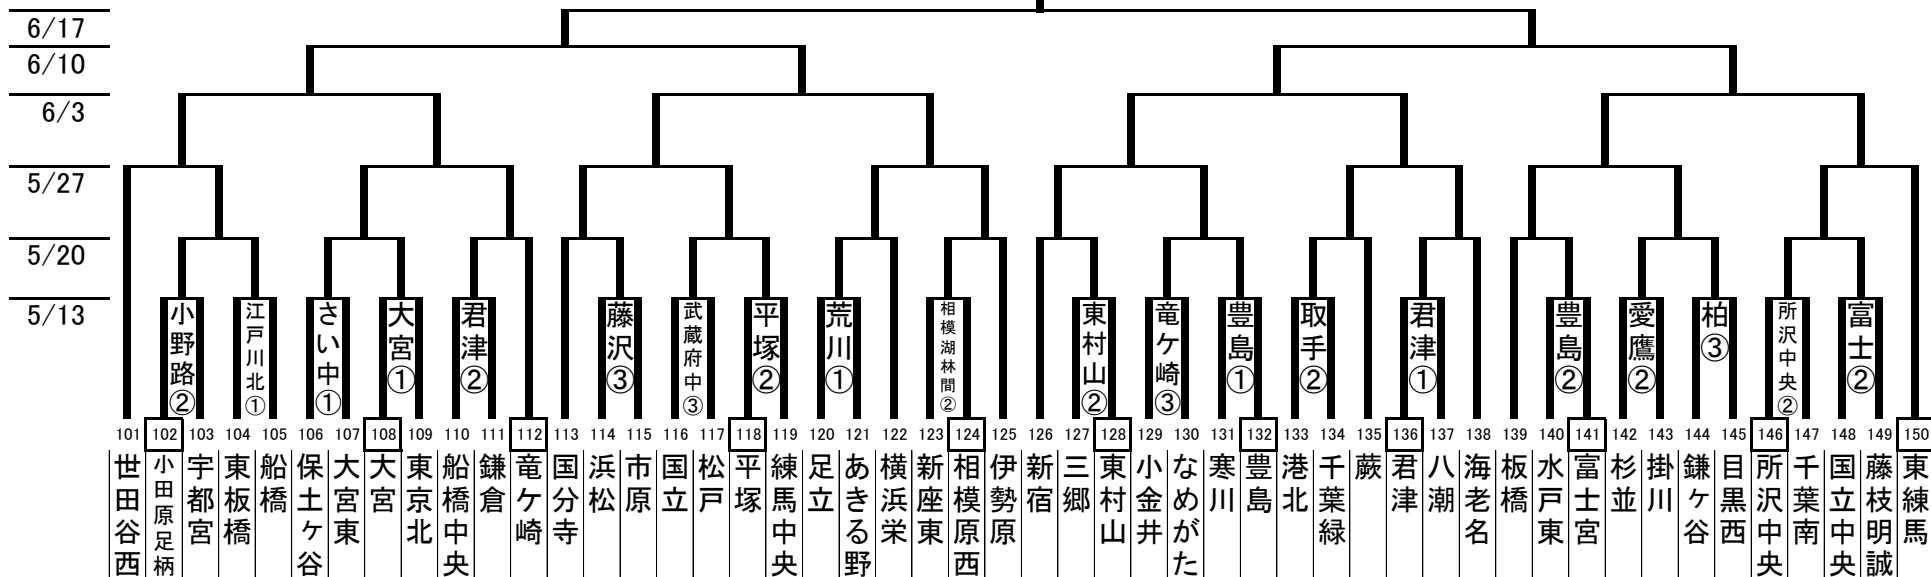 6/17
6/10
6/3
5/27
5/20
5/13
小野路②
江戸川北①
さい中①
大宮①
君津②
藤沢③
武蔵府中③
平塚②
荒川①
相模湖林間②
東村山②
竜ケ崎③
豊島①
取手②
君津①
豊島②
愛鷹②
柏③
所沢中央②
富士②
101 102 103 104 105 106 107 108 109 110 111 112 113 114 115 116 117 118 119 120 121 122 123 124 125 126 127 128 129 130 131 132 133 134 135 136 137 138 139 140 141 142 143 144 145 146 147 148 149 150
世田谷西
小田原足柄
宇都宮
東板橋
船橋
保土ヶ谷
大宮東
大宮
東京北
船橋中央
鎌倉
竜ケ崎
国分寺
浜松
市原
国立
松戸
平塚
練馬中央
足立
あきる野
横浜栄
新座東
相模原西
伊勢原
新宿
三郷
東村山
小金井
なめがた
寒川
豊島
港北
千葉緑
蕨
君津
八潮
海老名
板橋
水戸東
富士宮
杉並
掛川
鎌ヶ谷
目黒西
所沢中央
千葉南
国立中央
藤枝明誠
東練馬